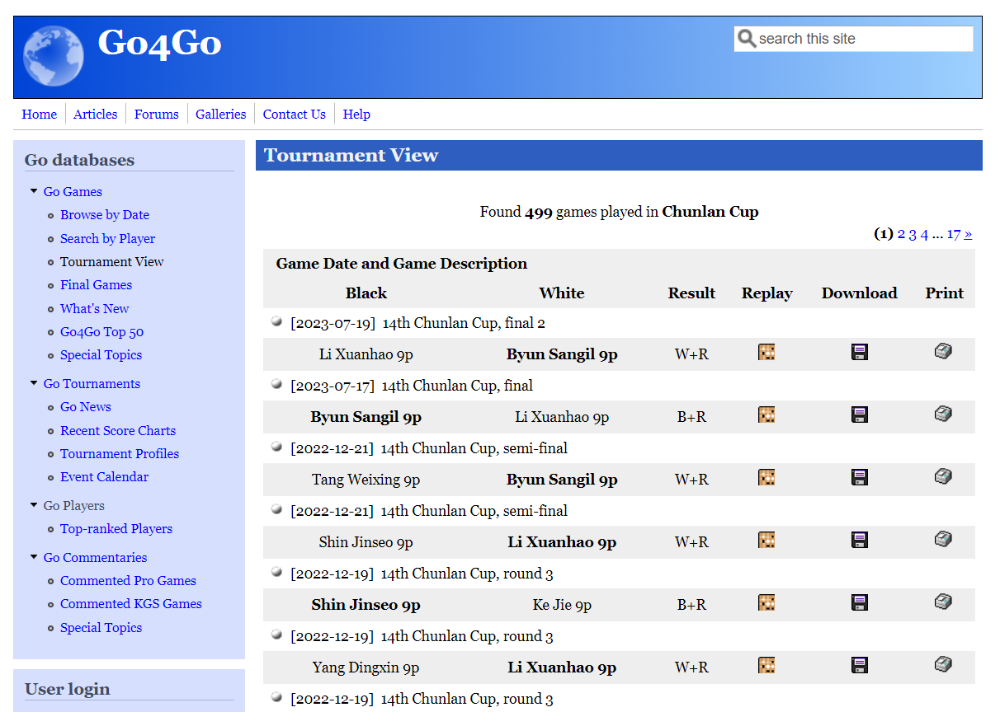 Go4Go
search this site
Home
Articles
Forums
Galleries
Contact Us
Help
Go databases
Go Games
Browse by Date
Search by Player
Tournament View
Final Games
What's New
Go4Go Top 50
Special Topics
Go Tournaments
Go News
Recent Score Charts
Tournament Profiles
Event Calendar
Go Players
Top-ranked Players
Go Commentaries
Commented Pro Games
Commented KGS Games
Special Topics
User login
Tournament View
Found 499 games played in Chunlan Cup
(1) 2 3 4 ... 17 »
Game Date and Game Description
Black White Result Replay Download Print
[2023-07-19] 14th Chunlan Cup, final 2
Li Xuanhao 9p Byun Sangil 9p W+R
[2023-07-17] 14th Chunlan Cup, final
Byun Sangil 9p Li Xuanhao 9p B+R
[2022-12-21] 14th Chunlan Cup, semi-final
Tang Weixing 9p Byun Sangil 9p W+R
[2022-12-21] 14th Chunlan Cup, semi-final
Shin Jinseo 9p Li Xuanhao 9p W+R
[2022-12-19] 14th Chunlan Cup, round 3
Shin Jinseo 9p Ke Jie 9p B+R
[2022-12-19] 14th Chunlan Cup, round 3
Yang Dingxin 9p Li Xuanhao 9p W+R
[2022-12-19] 14th Chunlan Cup, round 3